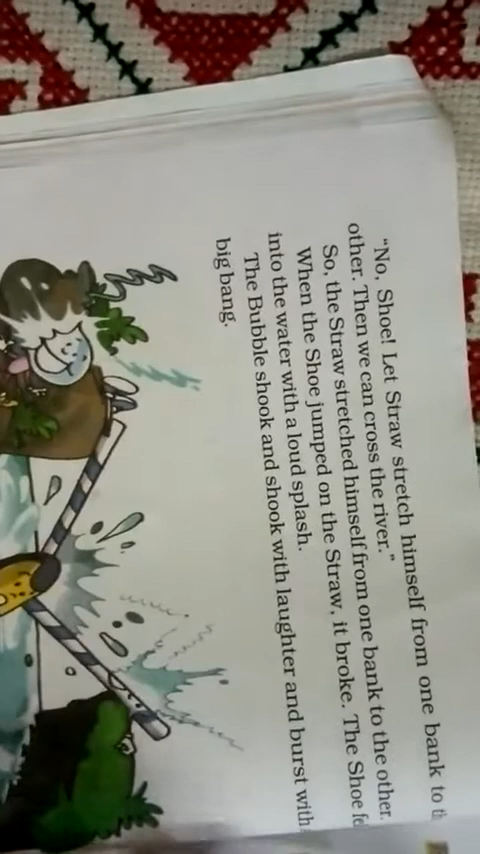 "No, Shoe! Let Straw stretch himself from one bank to
other. Then we can cross the river."
So, the Straw stretched himself from one bank to the other.
When the Shoe jumped on the Straw, it broke. The Shoe
into the water with a loud splash.
The Bubble shook and shook with laughter and burst with
big bang.